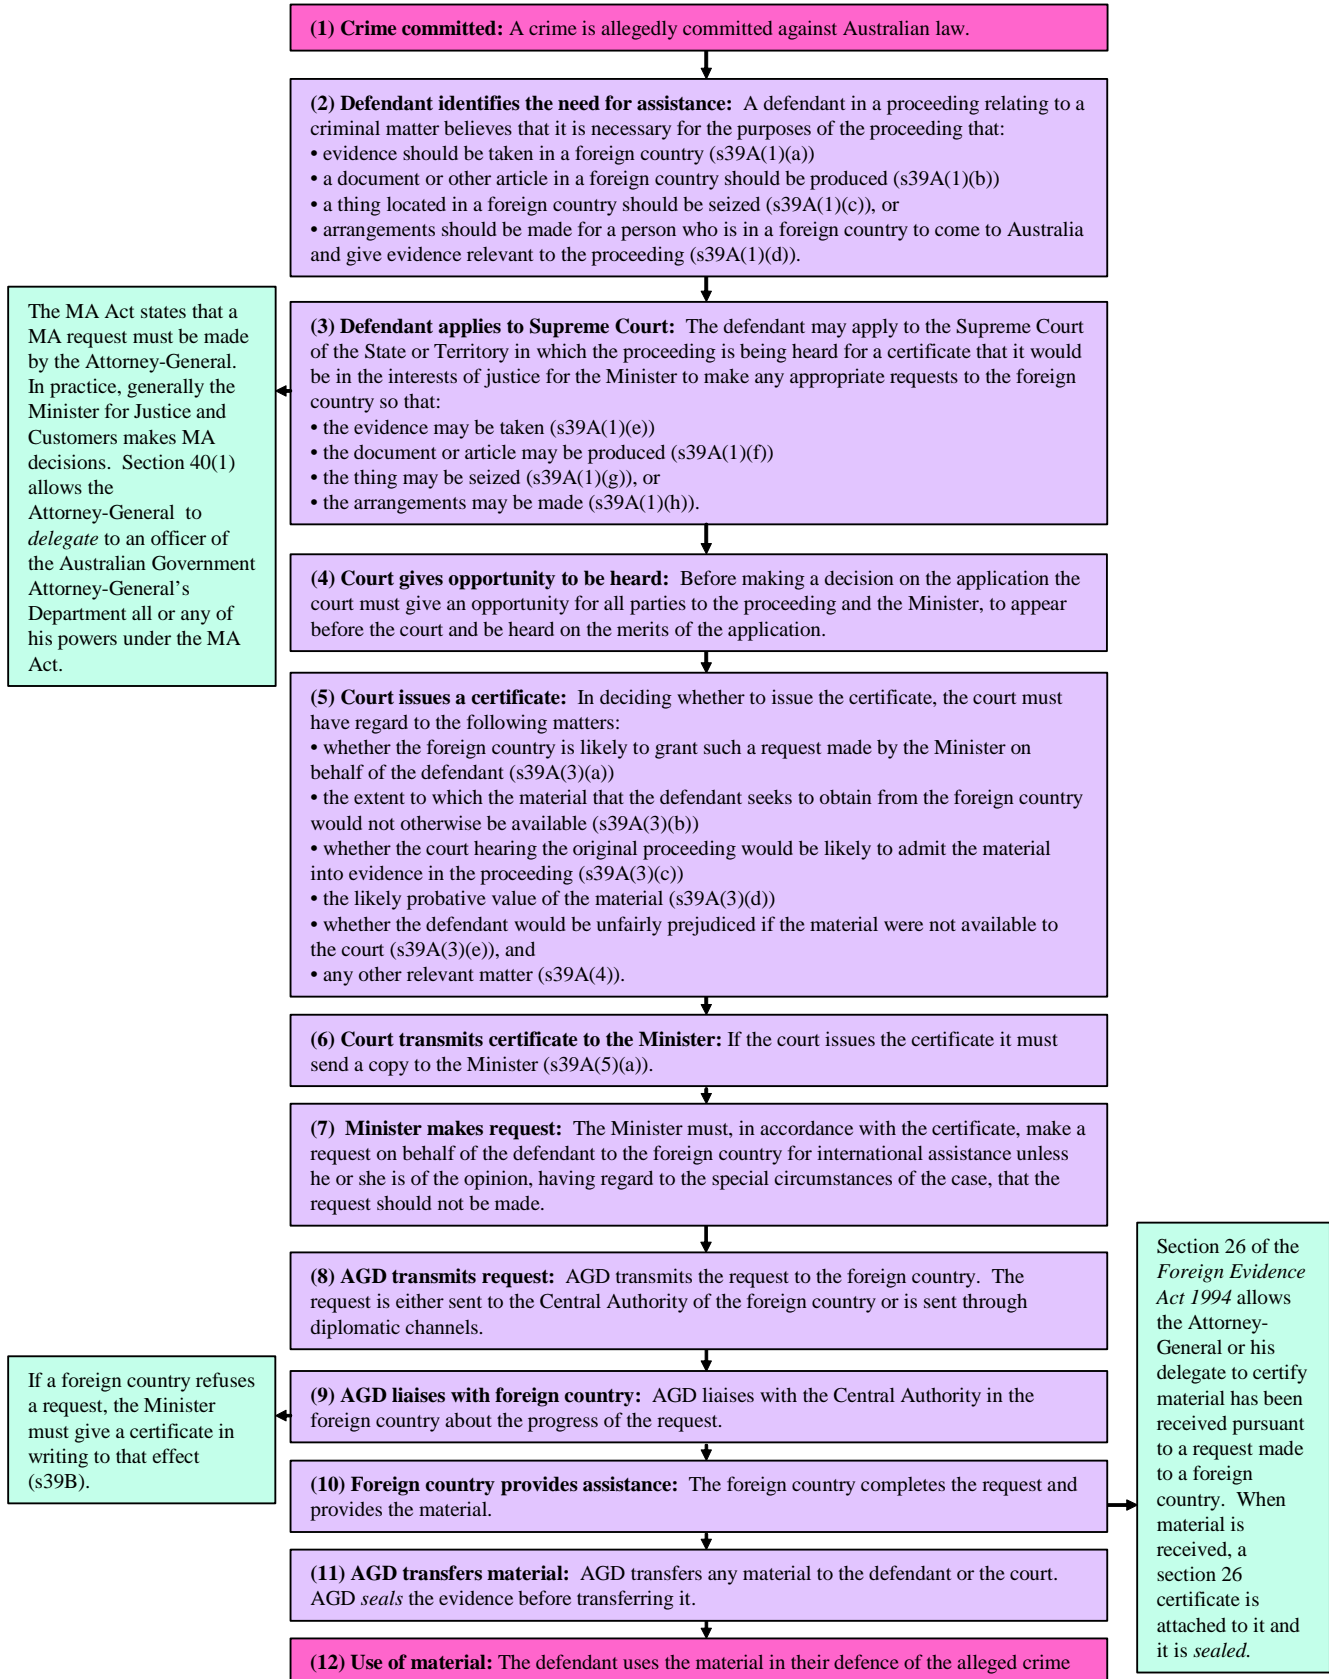 (1) Crime committed: A crime is allegedly committed against Australian law.
(2) Defendant identifies the need for assistance: A defendant in a proceeding relating to a
criminal matter believes that it is necessary for the purposes of the proceeding that:
• evidence should be taken in a foreign country (s39A(1)(a))
• a document or other article in a foreign country should be produced (s39A(1)(b))
• a thing located in a foreign country should be seized (s39A(1)(c)), or
• arrangements should be made for a person who is in a foreign country to come to Australia
and give evidence relevant to the proceeding (s39A(1)(d)).
The MA Act states that a
MA request must be made
by the Attorney-General.
In practice, generally the
Minister for Justice and
Customers makes MA
decisions. Section 40(1)
allows the
Attorney-General to
delegate to an officer of
the Australian Government
Attorney-General's
Department all or any of
his powers under the MA
Act.
(3) Defendant applies to Supreme Court: The defendant may apply to the Supreme Court
of the State or Territory in which the proceeding is being heard for a certificate that it would
be in the interests of justice for the Minister to make any appropriate requests to the foreign
country so that:
• the evidence may be taken (s39A(1)(e))
• the document or article may be produced (s39A(1)(f))
• the thing may be seized (s39A(1)(g)), or
• the arrangements may be made (s39A(1)(h)).
(4) Court gives opportunity to be heard: Before making a decision on the application the
court must give an opportunity for all parties to the proceeding and the Minister, to appear
before the court and be heard on the merits of the application.
(5) Court issues a certificate: In deciding whether to issue the certificate, the court must
have regard to the following matters:
• whether the foreign country is likely to grant such a request made by the Minister on
behalf of the defendant (s39A(3)(a))
• the extent to which the material that the defendant seeks to obtain from the foreign country
would not otherwise be available (s39A(3)(b))
• whether the court hearing the original proceeding would be likely to admit the material
into evidence in the proceeding (s39A(3)(c))
• the likely probative value of the material (s39A(3)(d))
• whether the defendant would be unfairly prejudiced if the material were not available to
the court (s39A(3)(e)), and
• any other relevant matter (s39A(4)).
(6) Court transmits certificate to the Minister: If the court issues the certificate it must
send a copy to the Minister (s39A(5)(a)).
(7) Minister makes request: The Minister must, in accordance with the certificate, make a
request on behalf of the defendant to the foreign country for international assistance unless
he or she is of the opinion, having regard to the special circumstances of the case, that the
request should not be made.
(8) AGD transmits request: AGD transmits the request to the foreign country. The
request is either sent to the Central Authority of the foreign country or is sent through
diplomatic channels.
If a foreign country refuses
a request, the Minister
must give a certificate in
writing to that effect
(s39B).
(9) AGD liaises with foreign country: AGD liaises with the Central Authority in the
foreign country about the progress of the request.
(10) Foreign country provides assistance: The foreign country completes the request and
provides the material.
Section 26 of the
Foreign Evidence
Act 1994 allows
the Attorney-
General or his
delegate to certify
material has been
received pursuant
to a request made
to a foreign
country. When
material is
received, a
section 26
certificate is
attached to it and
it is sealed.
(11) AGD transfers material: AGD transfers any material to the defendant or the court.
AGD seals the evidence before transferring it.
(12) Use of material: The defendant uses the material in their defence of the alleged crime